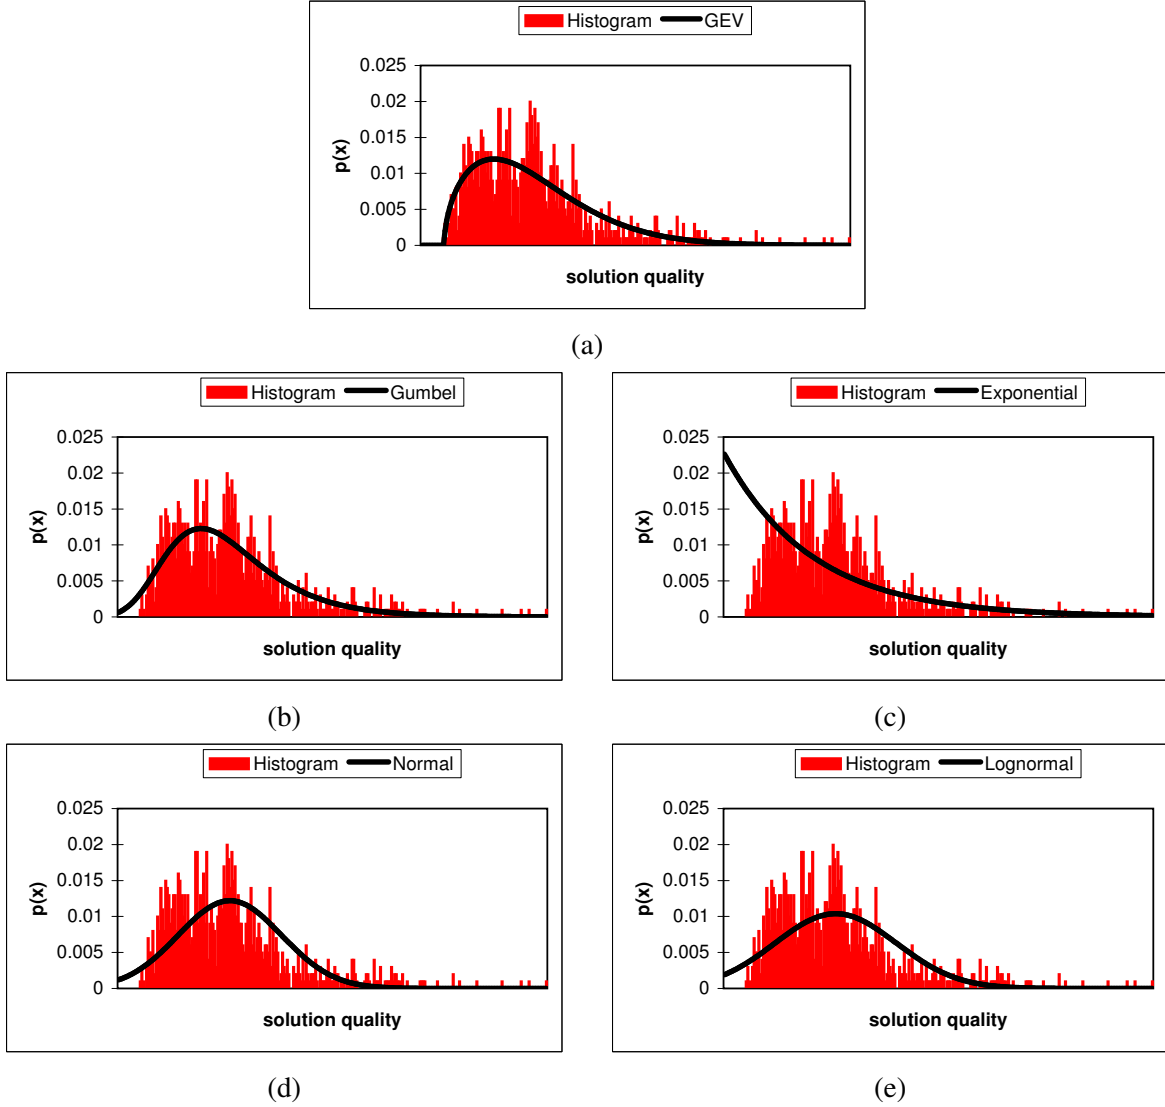 Histogram GEV
0.025
0.02
0.015
0.01
0.005
0
p(x)
solution quality
(a)
Histogram Gumbel
0.025
0.02
0.015
0.01
0.005
0
p(x)
solution quality
(b)
Histogram Exponential
0.025
0.02
0.015
0.01
0.005
0
p(x)
solution quality
(c)
Histogram Normal
0.025
0.02
0.015
0.01
0.005
0
p(x)
solution quality
(d)
Histogram Lognormal
0.025
0.02
0.015
0.01
0.005
0
p(x)
solution quality
(e)